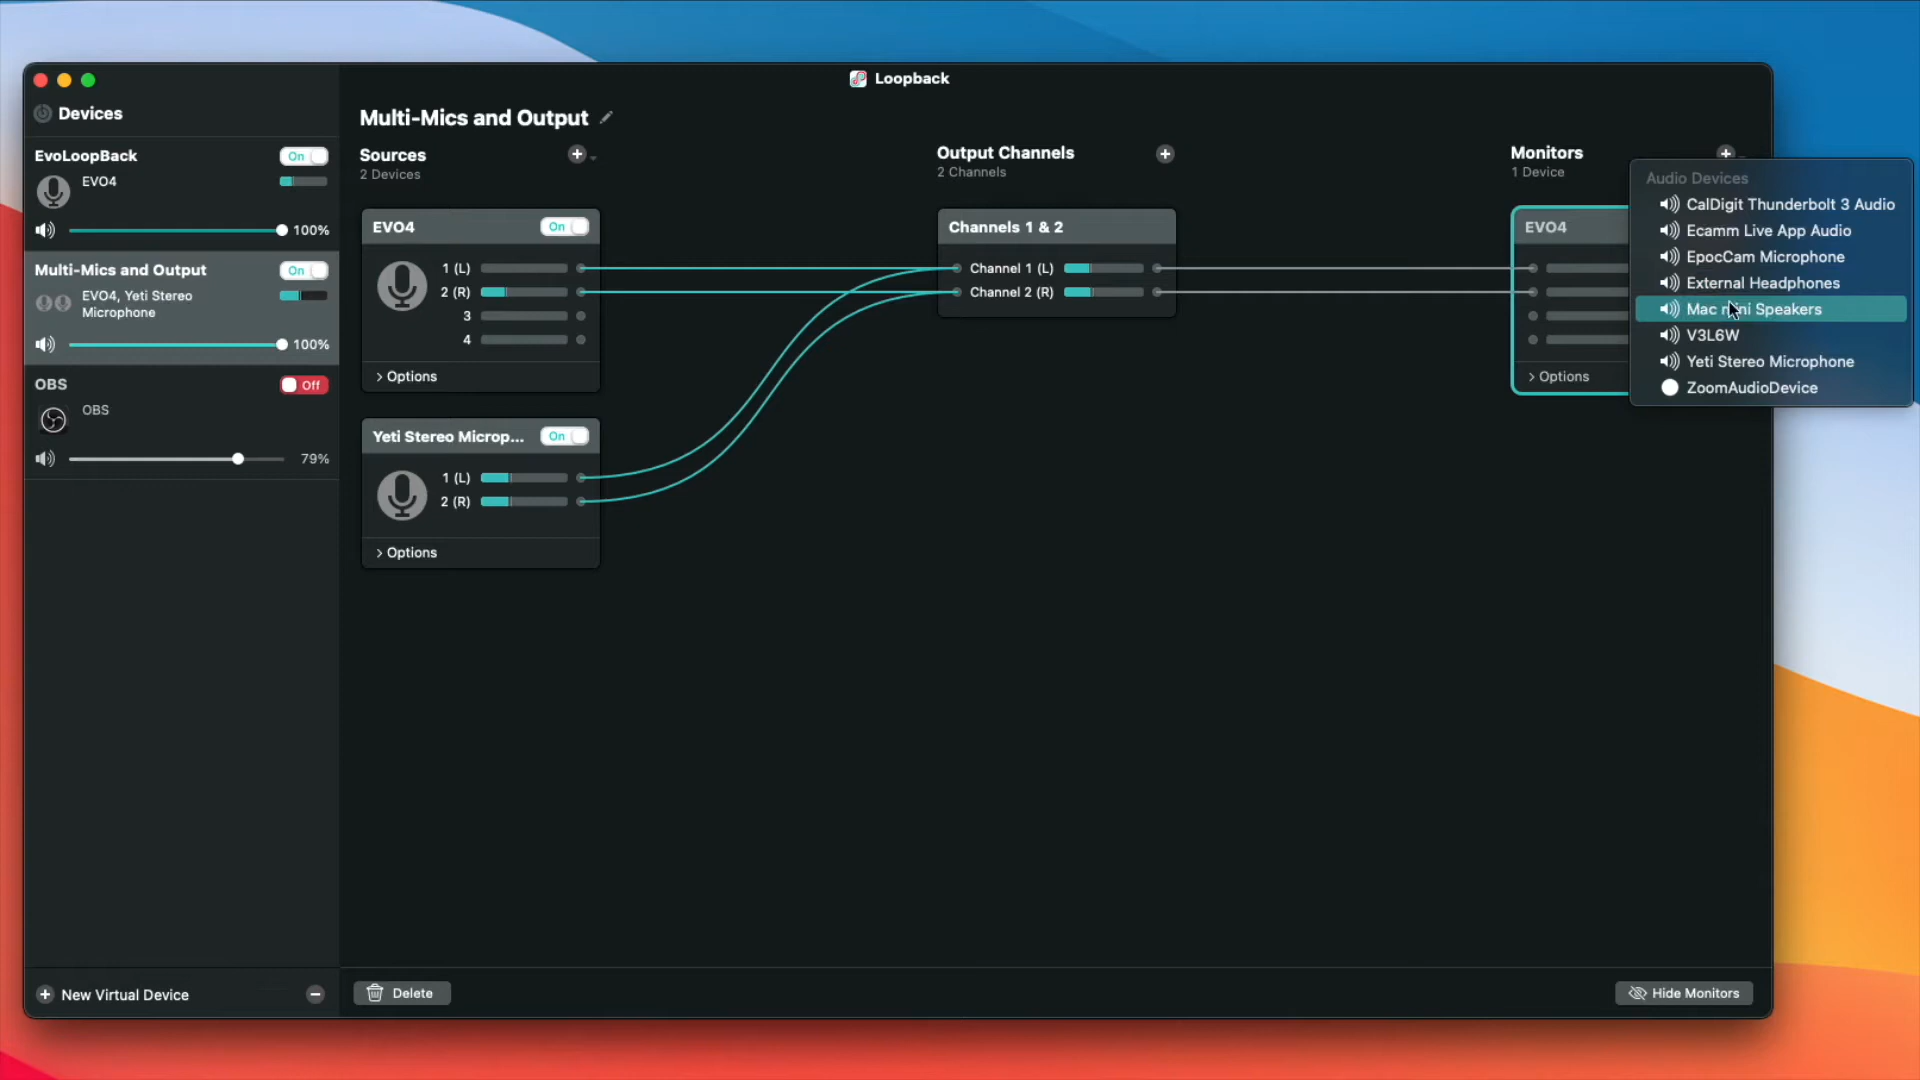 Loopback
Devices
EvoLoopBack
On
EVO4
100%
Multi-Mics and Output
On
EVO4, Yeti Stereo
Microphone
100%
OBS
Off
OBS
79%
New Virtual Device
Multi-Mics and Output
Sources
2 Devices
EVO4
On
1 (L)
2 (R)
3
4
Options
Yeti Stereo Microp...
On
1 (L)
2 (R)
Options
Output Channels
2 Channels
Channels 1 & 2
Channel 1 (L)
Channel 2 (R)
Monitors
1 Device
EVO4
Options
Audio Devices
CalDigit Thunderbolt 3 Audio
Ecamm Live App Audio
EpocCam Microphone
External Headphones
Mac mini Speakers
V3L6W
Yeti Stereo Microphone
ZoomAudioDevice
Delete
Hide Monitors